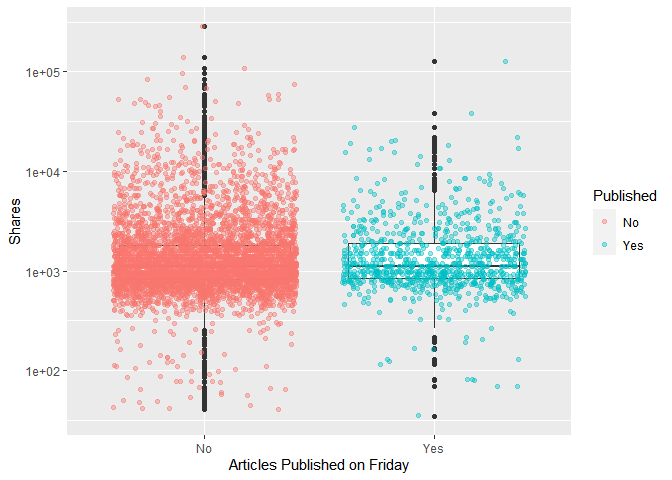 Shares
1e+05
1e+04
1e+03
1e+02
No
Yes
Articles Published on Friday
Published
No
Yes